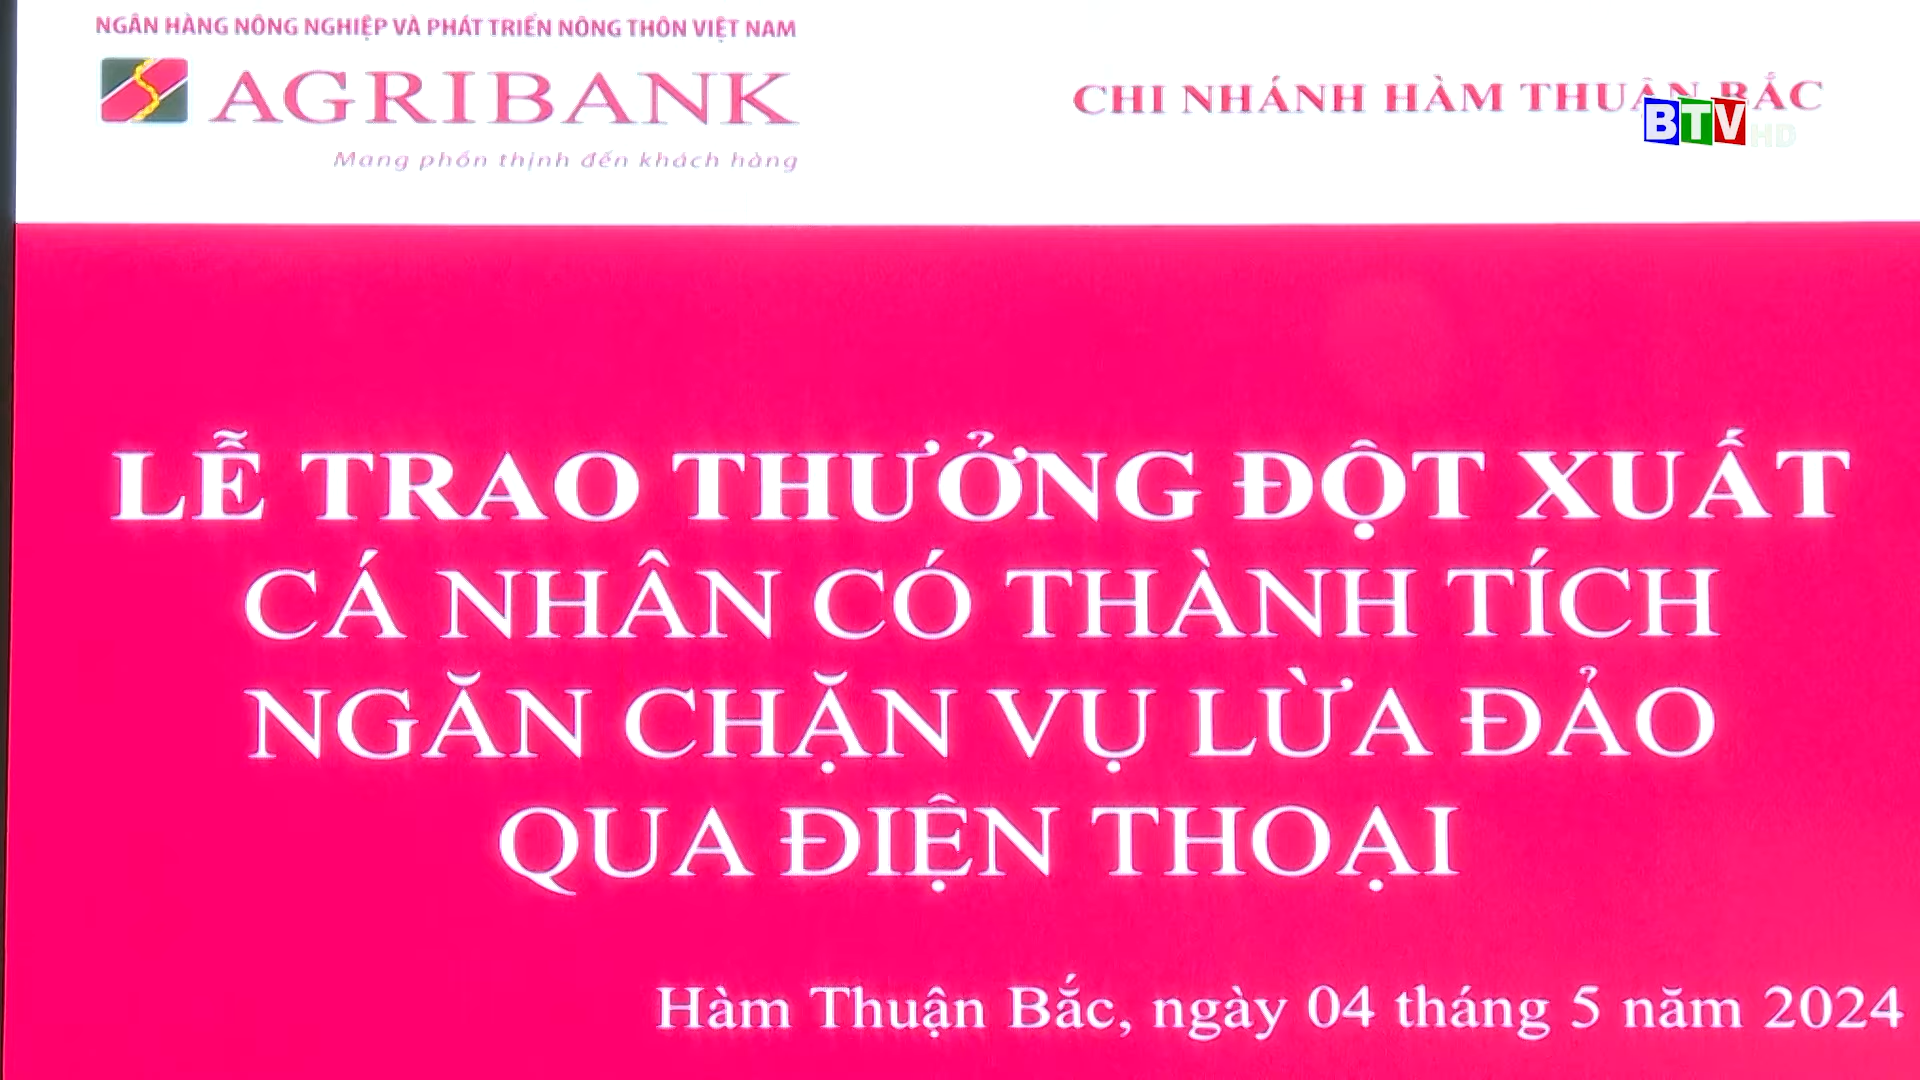 NGÂN HÀNG NÔNG NGHIỆP VÀ PHÁT TRIỂN NÔNG THÔN VIỆT NAM
AGRIBANK
Mang phồn thịnh đến khách hàng
CHI NHÁNH HÀM THUẬN BẮC
BTV HD
LỄ TRAO THƯỞNG ĐỘT XUẤT
CÁ NHÂN CÓ THÀNH TÍCH
NGĂN CHẶN VỤ LỪA ĐẢO
QUA ĐIỆN THOẠI
Hàm Thuận Bắc, ngày 04 tháng 5 năm 2024